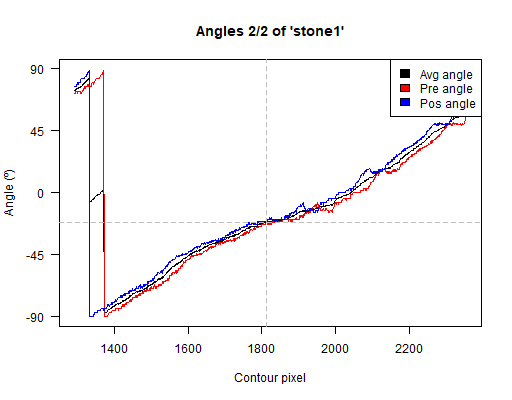 Angles 2/2 of 'stone1'
Avg angle
Pre angle
Pos angle
Angle (º)
90
45
0
-45
-90
1400 1600 1800 2000 2200
Contour pixel